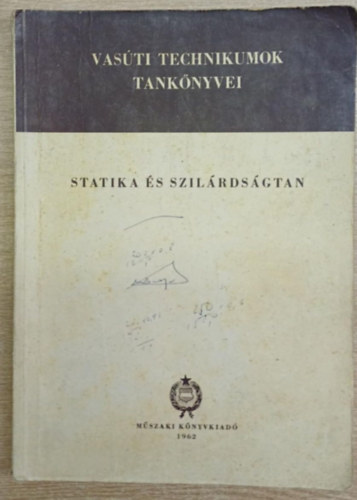 VASÚTI TECHNIKUMOK
TANKÖNYVEI
STATIKA ÉS SZILÁRDSÁGTAN
MŰSZAKI KÖNYVKIADÓ
1962